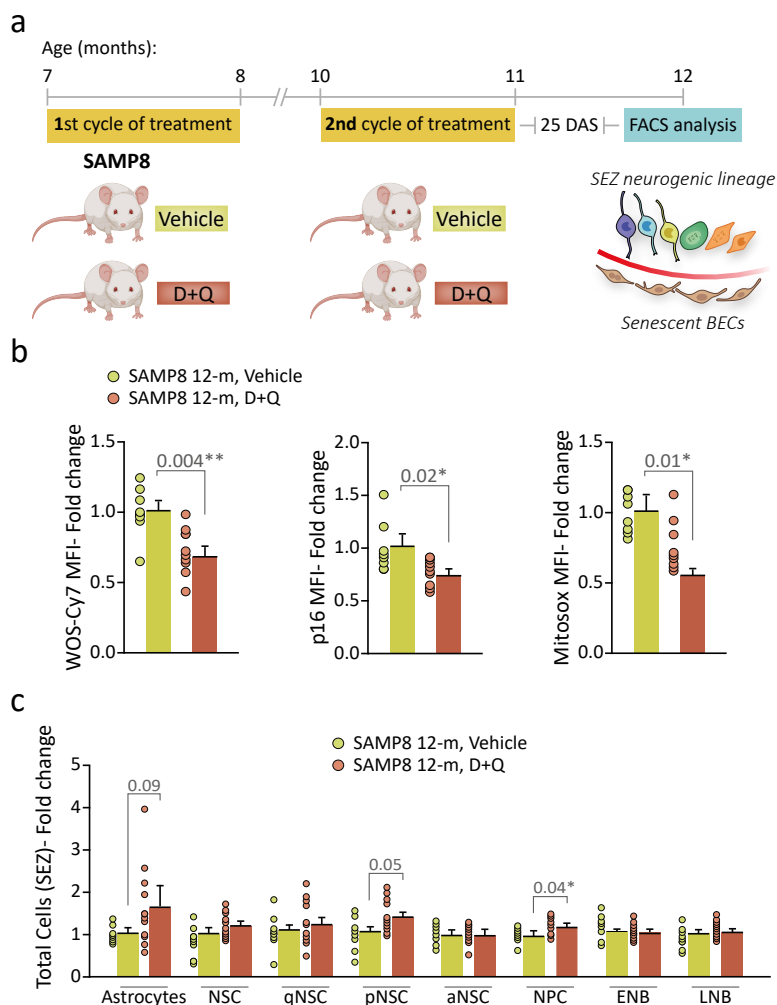 a
Age (months):
7 8 10 11 12
1st cycle of treatment 2nd cycle of treatment 25 DAS FACS analysis
SAMP8
SEZ neurogenic lineage
Vehicle Vehicle
D+Q D+Q
Senescent BECs
b
SAMP8 12-m, Vehicle
SAMP8 12-m, D+Q
WOS-Cy7 MFI- Fold change
1.5
1.0
0.5
0.0
0.004**
p16 MFI- Fold change
2.0
1.5
1.0
0.5
0.0
0.02*
Mitosox MFI- Fold change
1.5
1.0
0.5
0.0
0.01*
c
SAMP8 12-m, Vehicle
SAMP8 12-m, D+Q
Total Cells (SEZ)- Fold change
5
4
3
2
1
0
0.09
0.05
0.04*
Astrocytes NSC qNSC pNSC aNSC NPC ENB LNB